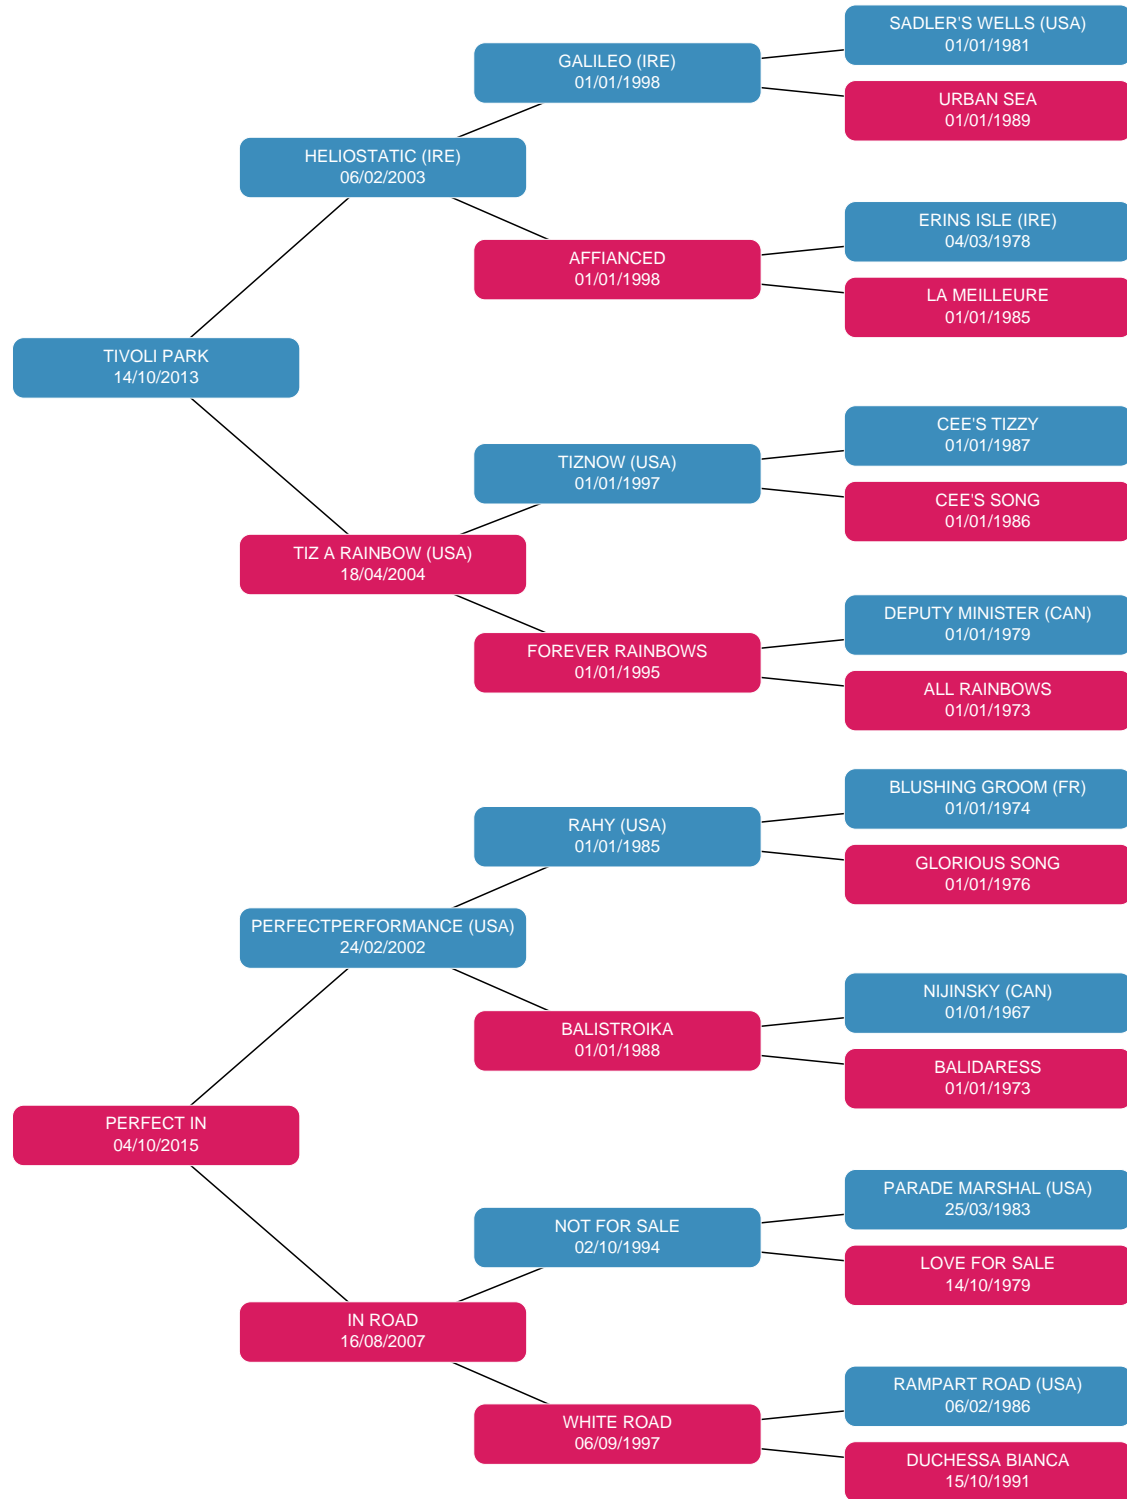 SADLER'S WELLS (USA)
01/01/1981
GALILEO (IRE)
01/01/1998
URBAN SEA
01/01/1989
HELIOSTATIC (IRE)
06/02/2003
ERINS ISLE (IRE)
04/03/1978
AFFIANCED
01/01/1998
LA MEILLEURE
01/01/1985
TIVOLI PARK
14/10/2013
CEE'S TIZZY
01/01/1987
TIZNOW (USA)
01/01/1997
CEE'S SONG
01/01/1986
TIZ A RAINBOW (USA)
18/04/2004
DEPUTY MINISTER (CAN)
01/01/1979
FOREVER RAINBOWS
01/01/1995
ALL RAINBOWS
01/01/1973
BLUSHING GROOM (FR)
01/01/1974
RAHY (USA)
01/01/1985
GLORIOUS SONG
01/01/1976
PERFECTPERFORMANCE (USA)
24/02/2002
NIJINSKY (CAN)
01/01/1967
BALISTROIKA
01/01/1988
BALIDARESS
01/01/1973
PERFECT IN
04/10/2015
PARADE MARSHAL (USA)
25/03/1983
NOT FOR SALE
02/10/1994
LOVE FOR SALE
14/10/1979
IN ROAD
16/08/2007
RAMPART ROAD (USA)
06/02/1986
WHITE ROAD
06/09/1997
DUCHESSA BIANCA
15/10/1991